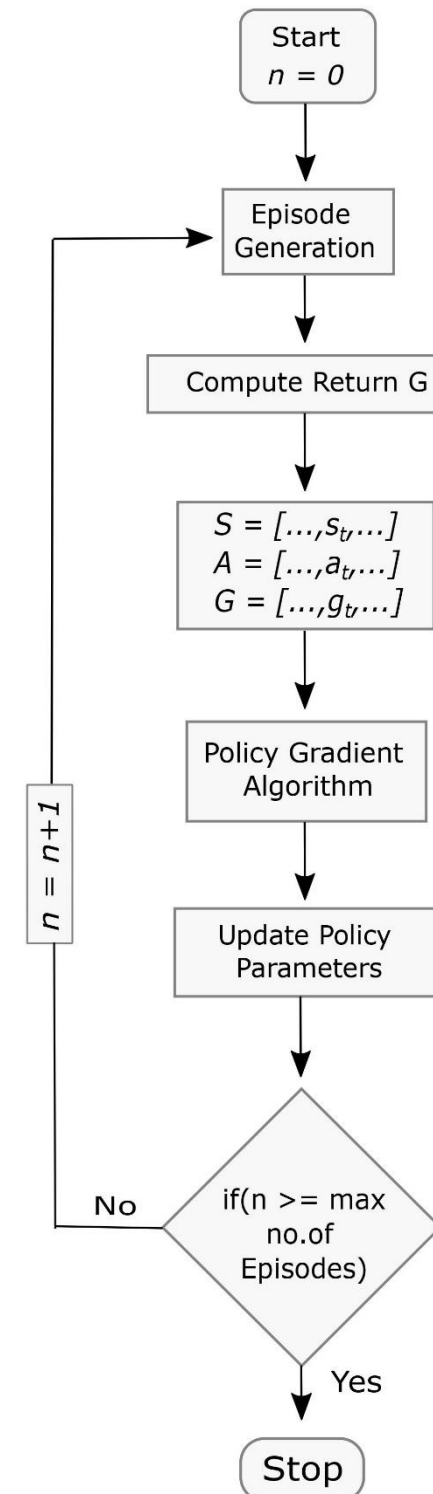 Start
n = 0
Episode
Generation
Compute Return G
S = [...,sₜ,...]
A = [...,aₜ,...]
G = [...,gₜ,...]
Policy Gradient
Algorithm
n = n+1
Update Policy
Parameters
if(n >= max
no.of
Episodes)
No
Yes
Stop